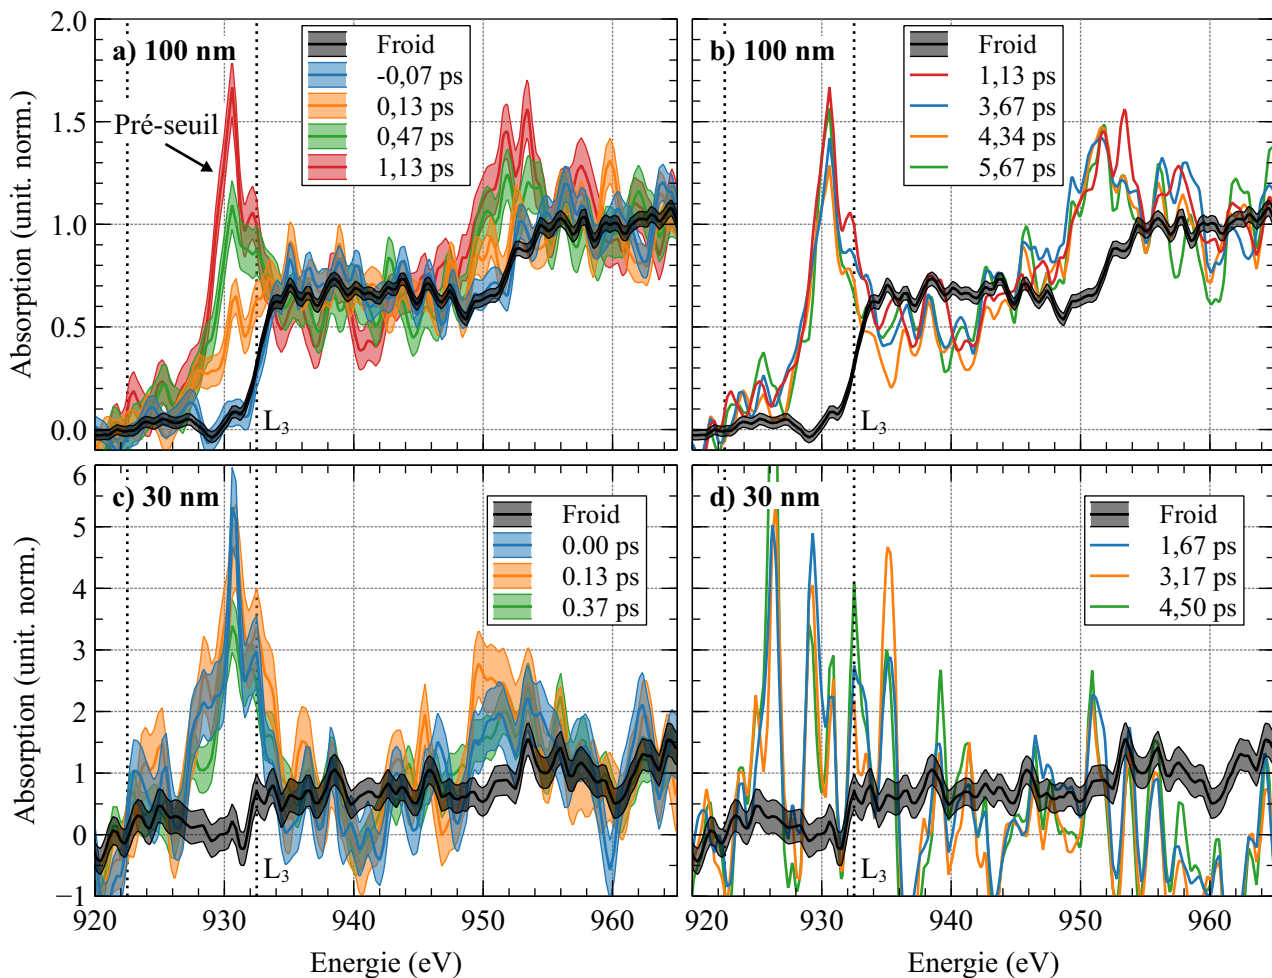 2.0
1.5
1.0
0.5
0.0
Absorption (unit. norm.)
a) 100 nm
Pré-seuil
Froid
-0,07 ps
0,13 ps
0,47 ps
1,13 ps
L3
b) 100 nm
Froid
1,13 ps
3,67 ps
4,34 ps
5,67 ps
L3
6
5
4
3
2
1
0
−1
Absorption (unit. norm.)
c) 30 nm
Froid
0.00 ps
0.13 ps
0.37 ps
L3
920
930
940
950
960
Energie (eV)
d) 30 nm
Froid
1,67 ps
3,17 ps
4,50 ps
L3
920
930
940
950
960
Energie (eV)